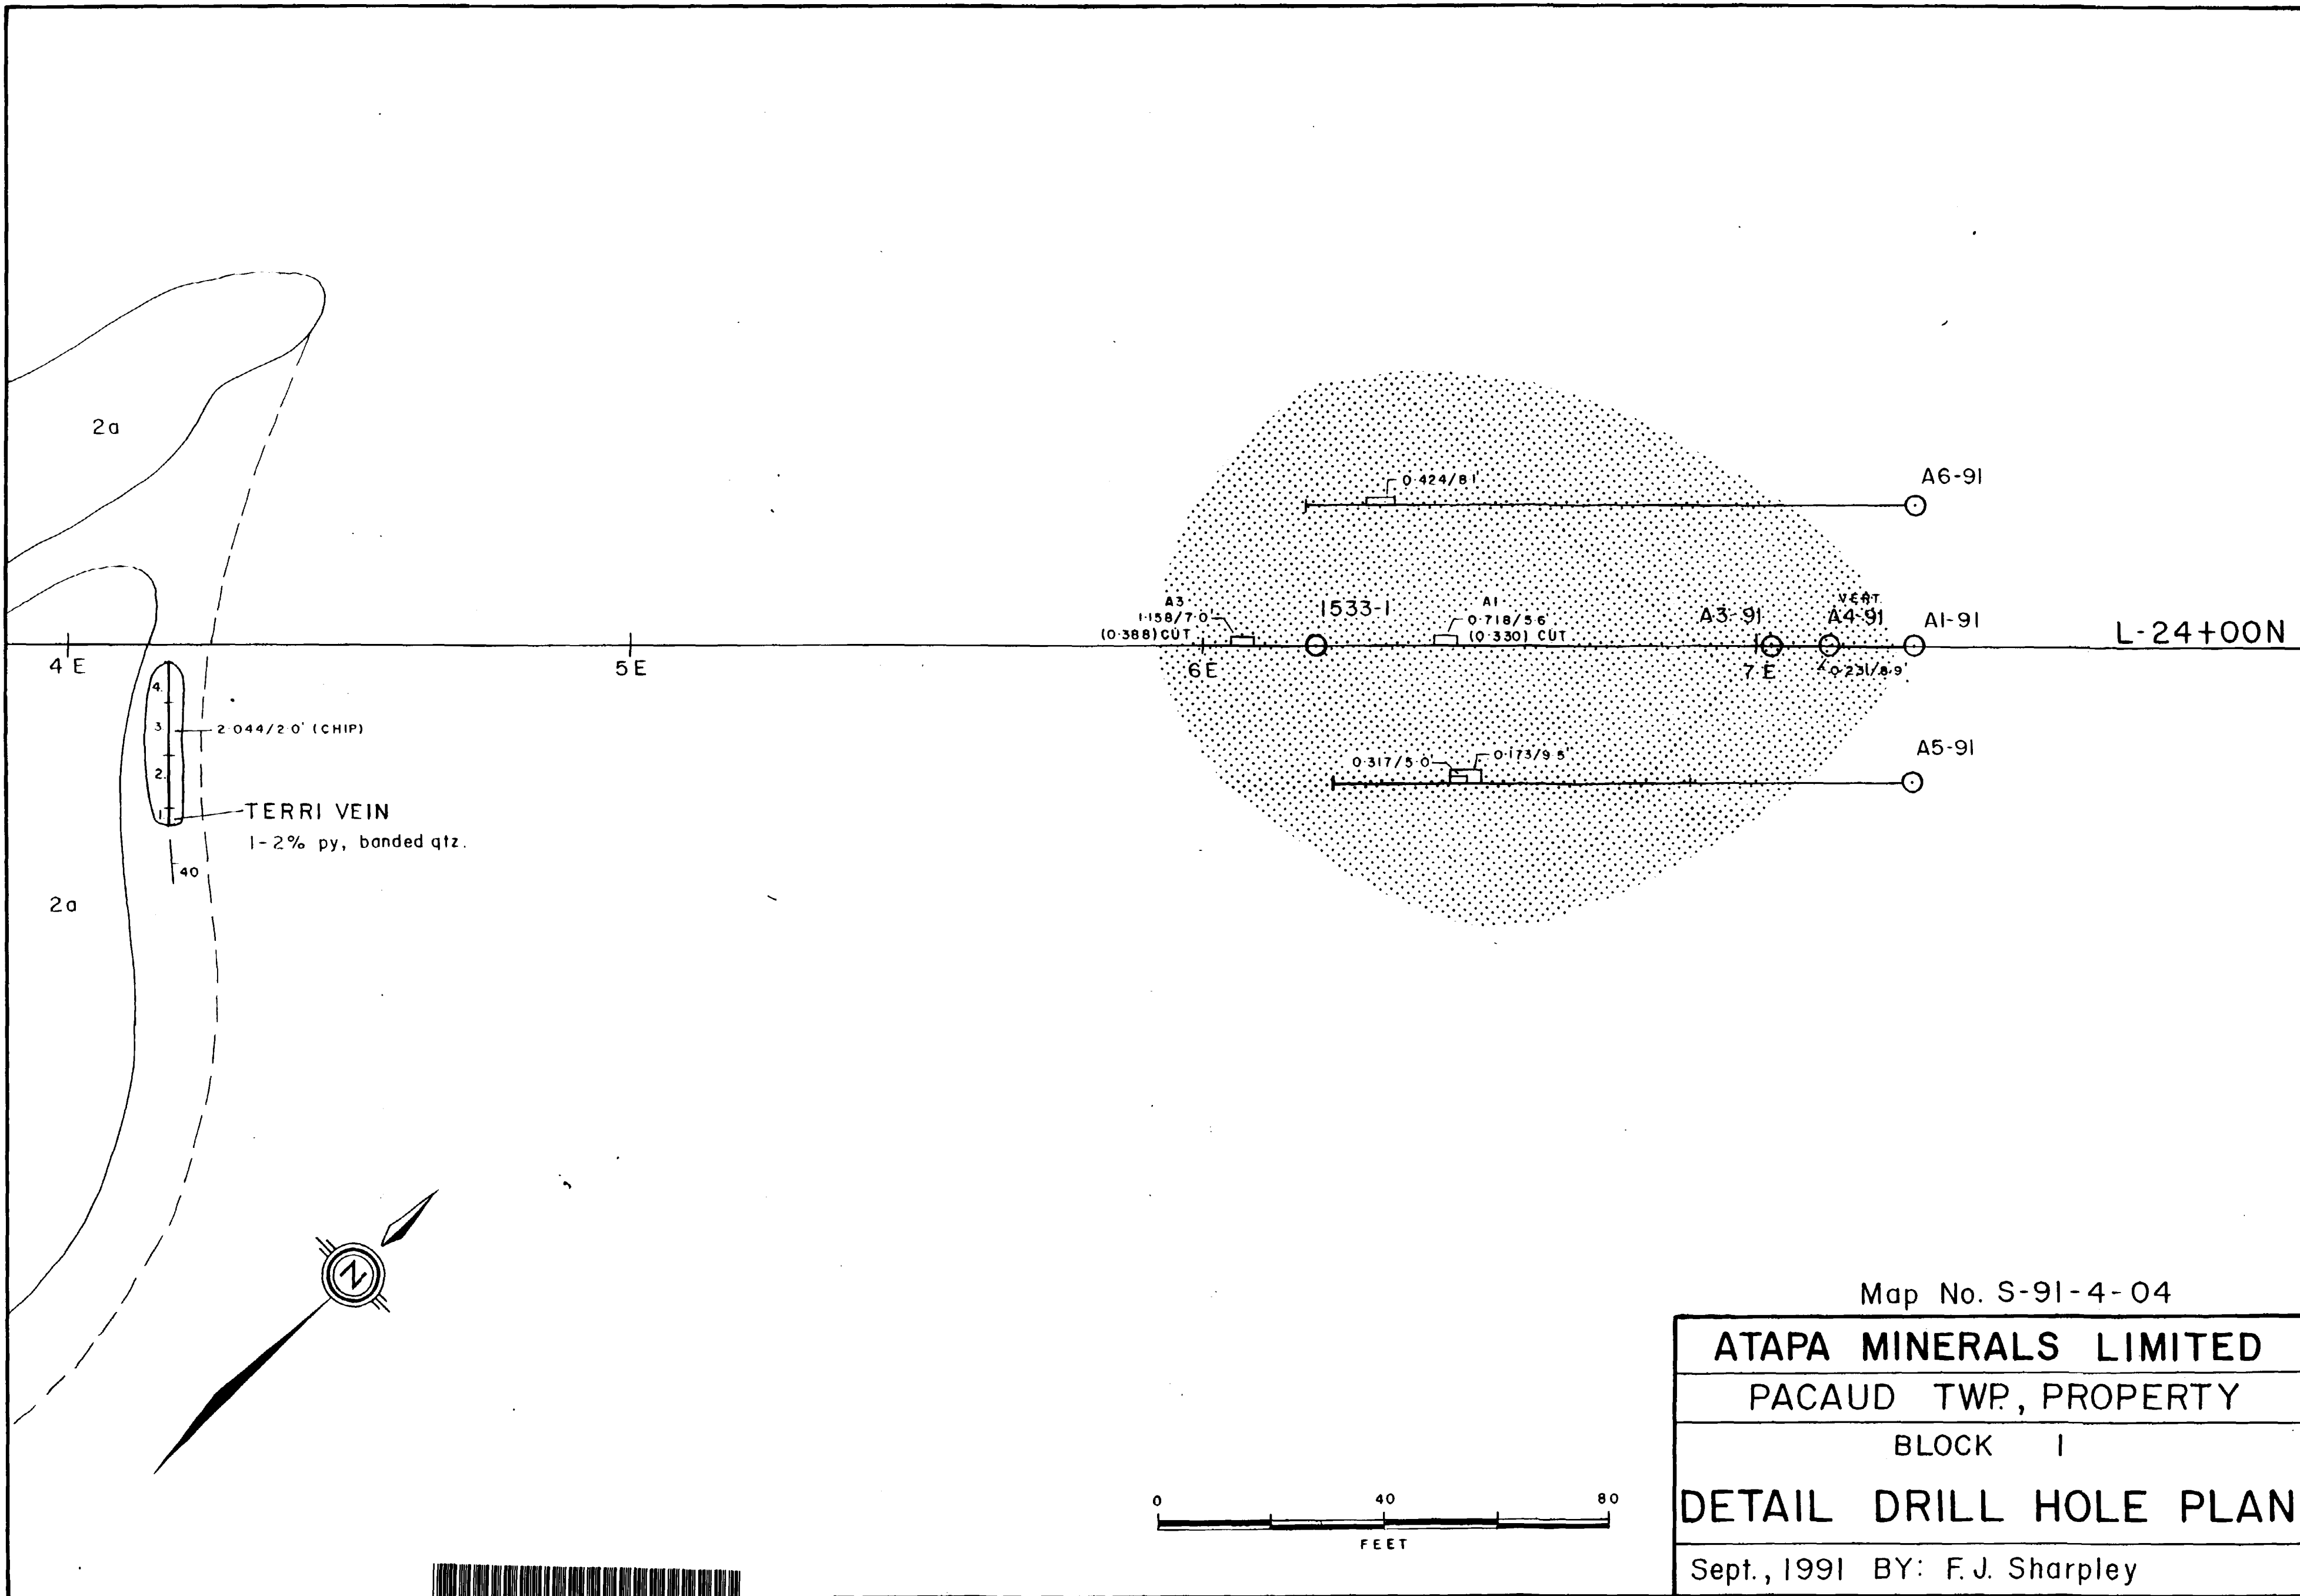 2a
A6-91
0.424/8.1'
A3
1.158/7.0'
(0.388) CUT
1533-1
A1
0.718/5.6
(0.330) CUT
A3-91
VERT.
A4-91
A1-91
L-24+00N
4 E
5 E
6 E
7 E
0.231/8.9'
4.
3
2.
1.
2.044/2.0' (CHIP)
TERRI VEIN
1-2% py, banded qtz.
40
0.317/5.0'
0.173/9.5'
A5-91
2a
N
Map No. S-91-4-04
ATAPA MINERALS LIMITED
PACAUD TWP., PROPERTY
BLOCK 1
DETAIL DRILL HOLE PLAN
Sept., 1991 BY: F.J. Sharpley
0 40 80
FEET